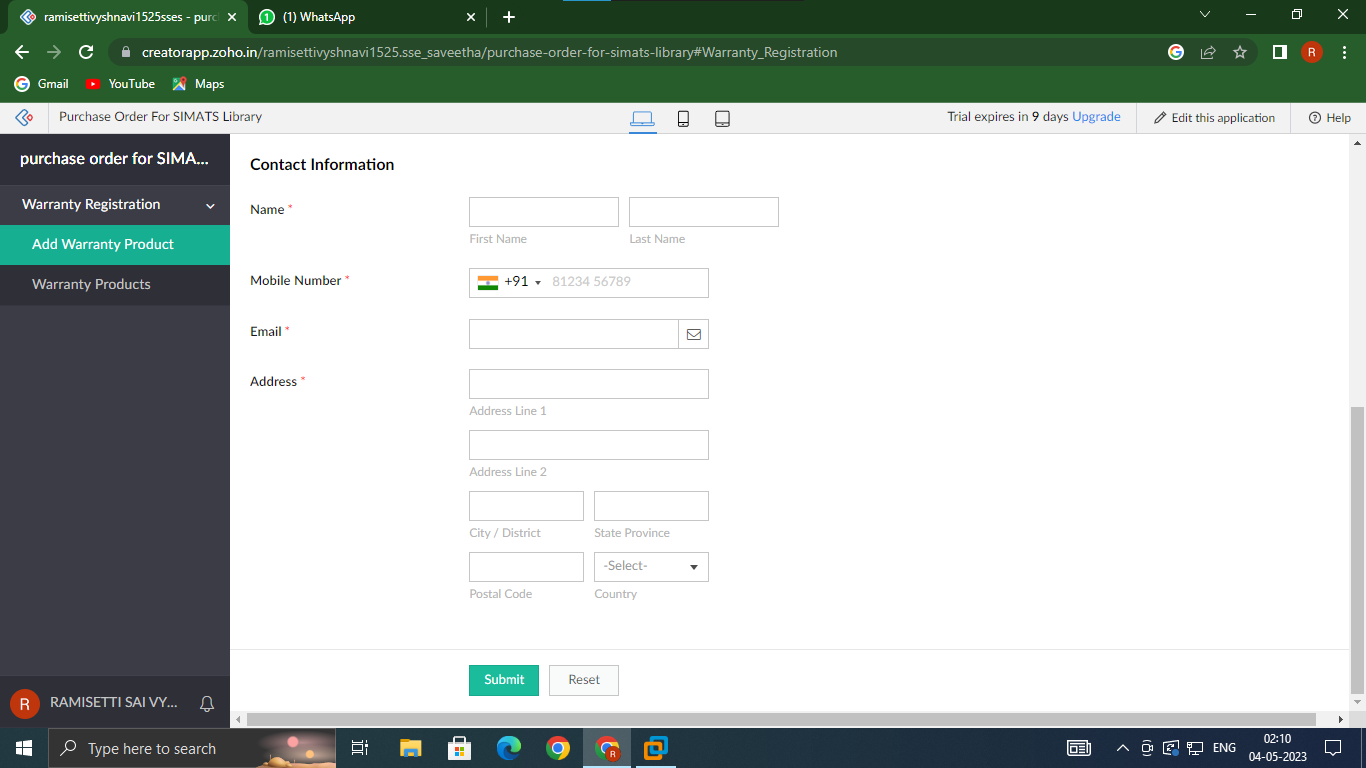 ramisettivyshnavi1525sses - purc
(1) WhatsApp
creatorapp.zoho.in/ramisettivyshnavi1525.sse_saveetha/purchase-order-for-simats-library#Warranty_Registration
R
Gmail
YouTube
Maps
Purchase Order For SIMATS Library
Trial expires in 9 days Upgrade
Edit this application
Help
purchase order for SIMA...
Warranty Registration
Add Warranty Product
Warranty Products
Contact Information
Name *
First Name
Last Name
Mobile Number *
+91
81234 56789
Email *
Address *
Address Line 1
Address Line 2
City / District
State Province
-Select-
Postal Code
Country
Submit
Reset
R
RAMISETTI SAI VY...
Type here to search
R
ENG
02:10
04-05-2023